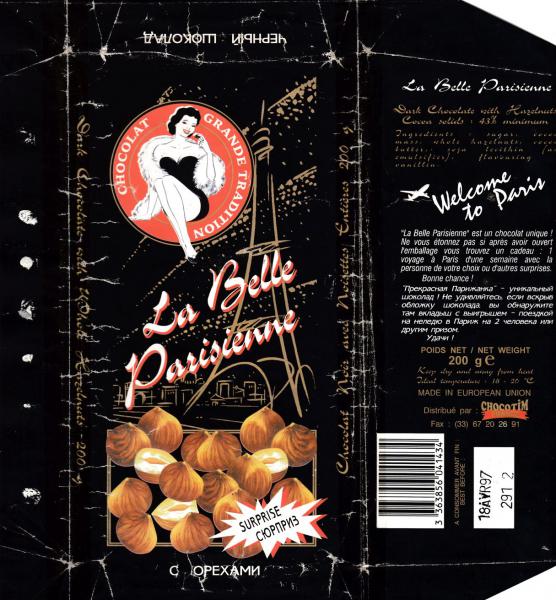 ЧЕРНЫЙ ШОКОЛАД
CHOCOLAT GRANDE TRADITION
La Belle
Parisienne
Dark Chocolate with Whole Hazelnuts 200 g
Chocolat Noir avec Noisettes Entières 200 g
SURPRISE
СЮРПРИЗ
С ОРЕХАМИ
La Belle Parisienne
Dark Chocolate with Hazelnuts
Cocoa solids : 43% minimum
Ingredients : sugar, cocoa
mass, whole hazelnuts, cocoa
butter, soja lecithin
emulsifier, flavouring
vanillin.
Welcome
to Paris
"La Belle Parisienne" est un chocolat unique !
Ne vous étonnez pas si après avoir ouvert
l'emballage vous trouvez un cadeau : 1
voyage à Paris d'une semaine avec la
personne de votre choix ou d'autres surprises.
Bonne chance !
"Прекрасная Парижанка" - уникальный
шоколад ! Не удивляйтесь, если вскрыв
обложку шоколада, вы обнаружите
там вкладыш с выигрышем - поездкой
на неделю в Париж на 2 человека или
другим призом.
Удачи !
POIDS NET / NET WEIGHT
200 g e
Keep dry and away from heat
Ideal temperature : 18 - 20 °C
MADE IN EUROPEAN UNION
Distribué par : CHOCOTIM
Fax : (33) 67 20 26 91
3 363856 041434
A CONSOMMER AVANT FIN :
BEST BEFORE :
18AVR97
291 2